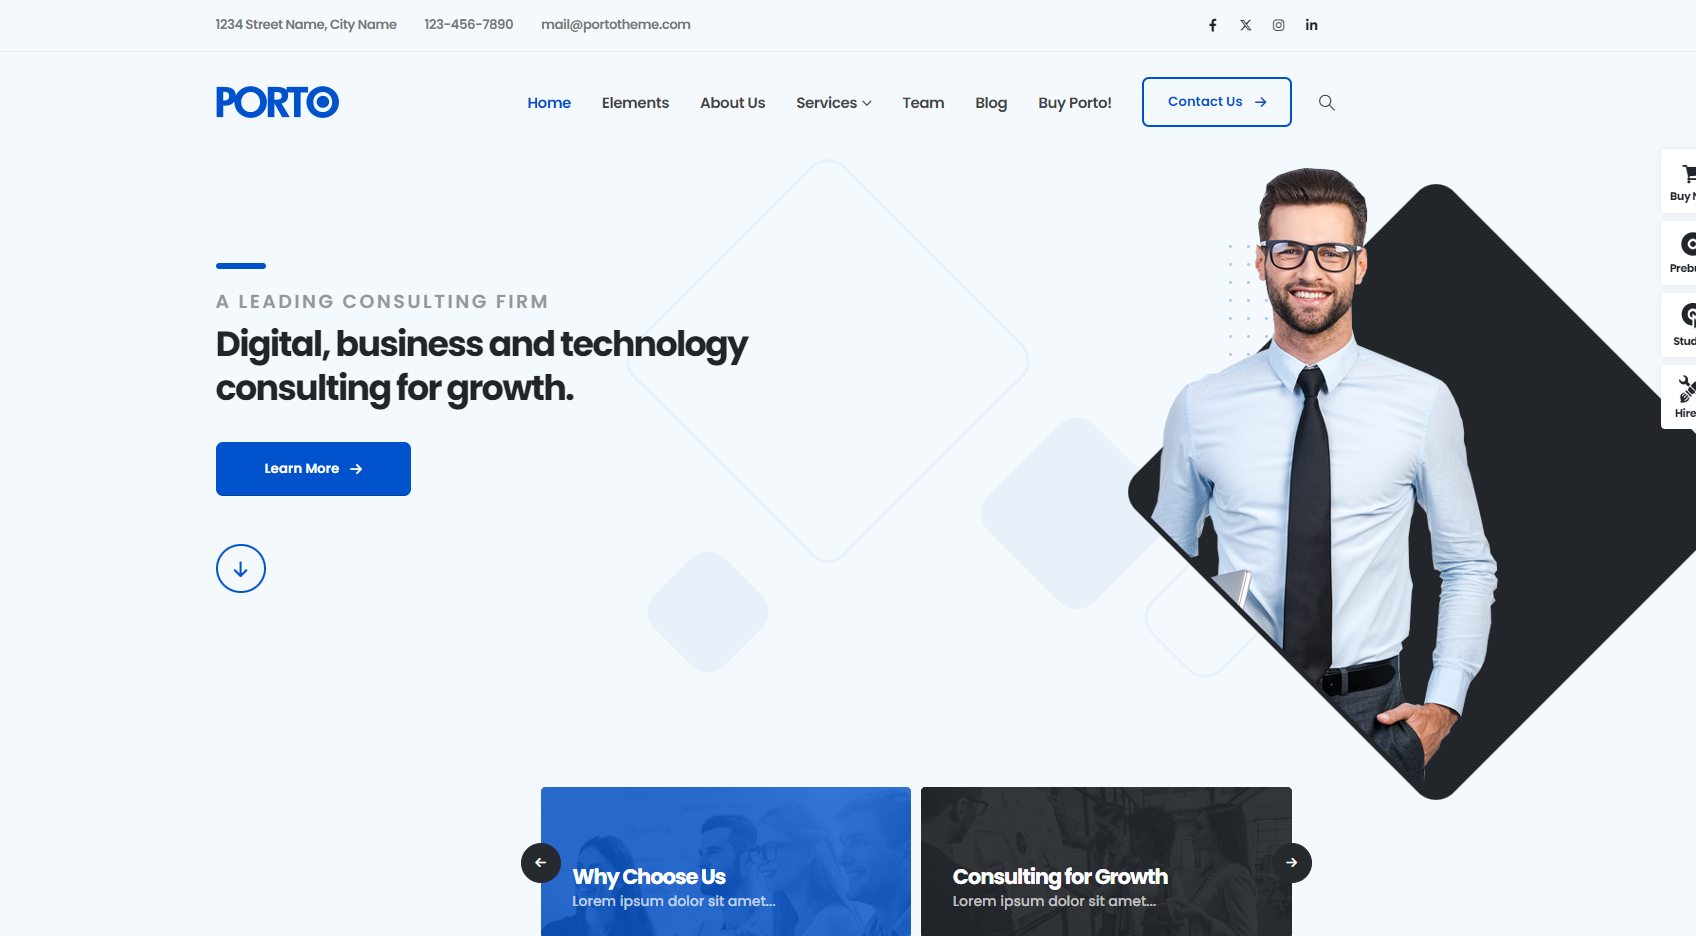 1234 Street Name, City Name 123-456-7890 mail@portotheme.com
PORTO
Home Elements About Us Services Team Blog Buy Porto! Contact Us
Buy
A LEADING CONSULTING FIRM
Digital, business and technology
consulting for growth.
Hire
Learn More
Why Choose Us
Lorem ipsum dolor sit amet...
Consulting for Growth
Lorem ipsum dolor sit amet...